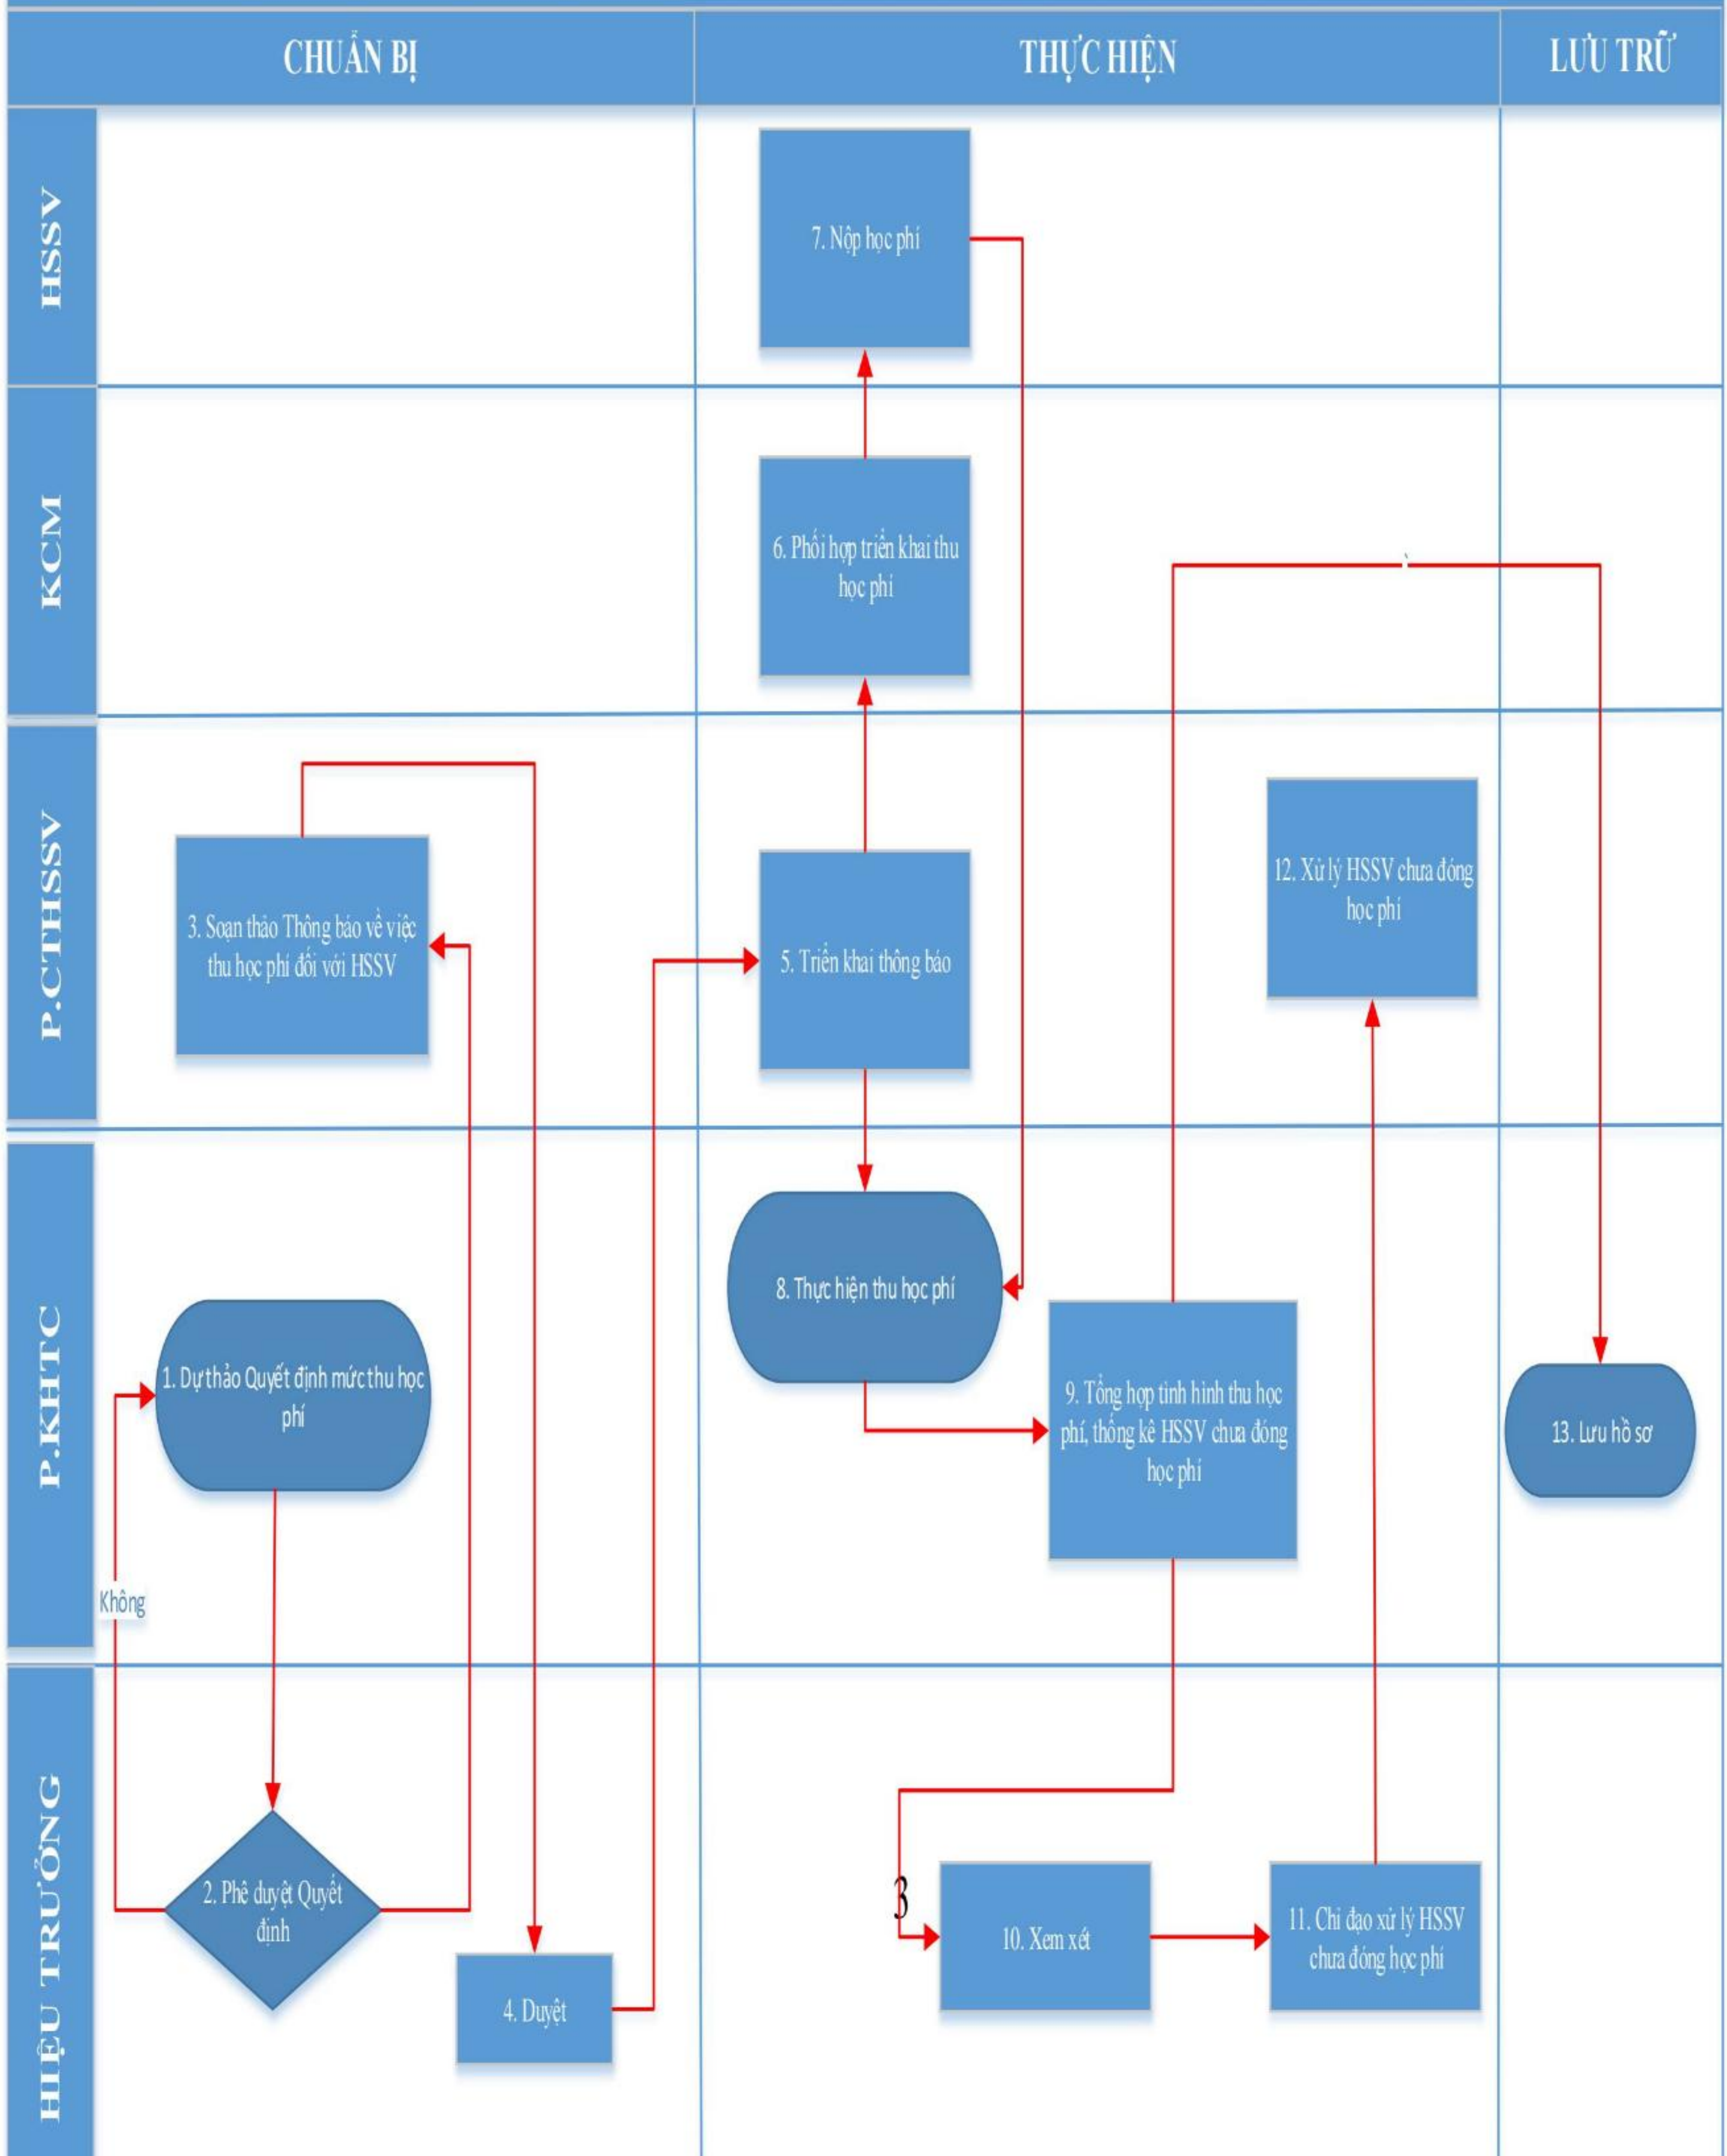 CHUẨN BỊ
THỰC HIỆN
LƯU TRỮ
HSSV
7. Nộp học phí
KCM
6. Phối hợp triển khai thu
học phí
P.CTHSSV
3. Soạn thảo Thông báo về việc
thu học phí đối với HSSV
5. Triển khai thông báo
12. Xử lý HSSV chưa đóng
học phí
P.KHTC
1. Dự thảo Quyết định mức thu học
phí
8. Thực hiện thu học phí
9. Tổng hợp tình hình thu học
phí, thống kê HSSV chưa đóng
học phí
13. Lưu hồ sơ
Không
HIỆU TRƯỞNG
2. Phê duyệt Quyết
định
4. Duyệt
3
10. Xem xét
11. Chỉ đạo xử lý HSSV
chưa đóng học phí